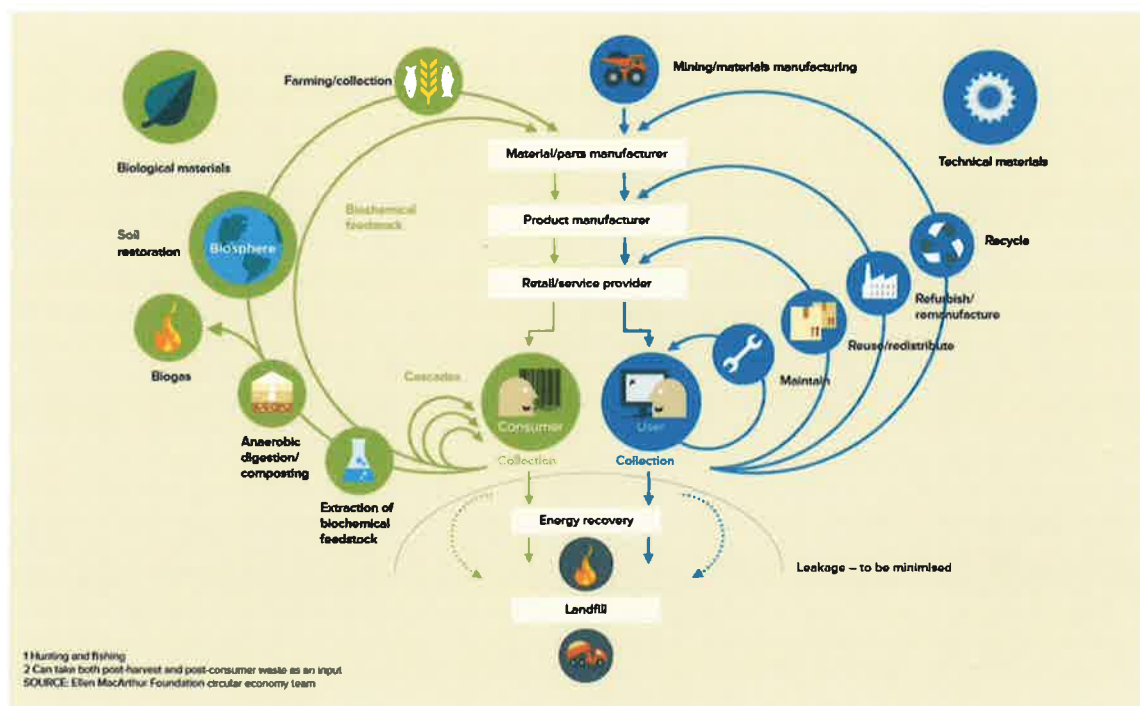 Farming/collection
Mining/materials manufacturing
Biological materials
Technical materials
Material/parts manufacturer
Biochemical
feedstock
Product manufacturer
Soil
restoration
Biosphere
Recycle
Retail/service provider
Refurbish/
remanufacture
Biogas
Reuse/redistribute
Cascades
Maintain
Consumer
User
Anaerobic
digestion/
composting
Collection
Collection
Extraction of
biochemical
feedstock
Energy recovery
Leakage – to be minimised
Landfill
1 Hunting and fishing
2 Can take both post-harvest and post-consumer waste as an input
SOURCE: Ellen MacArthur Foundation circular economy team